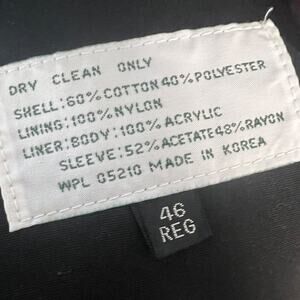 DRY CLEAN ONLY
SHELL:60%COTTON 40%POLYESTER
LINING:100%NYLON
LINER:BODY:100%ACRYLIC
SLEEVE:52%ACETATE48%RAYON
WPL 05210 MADE IN KOREA
46
REG